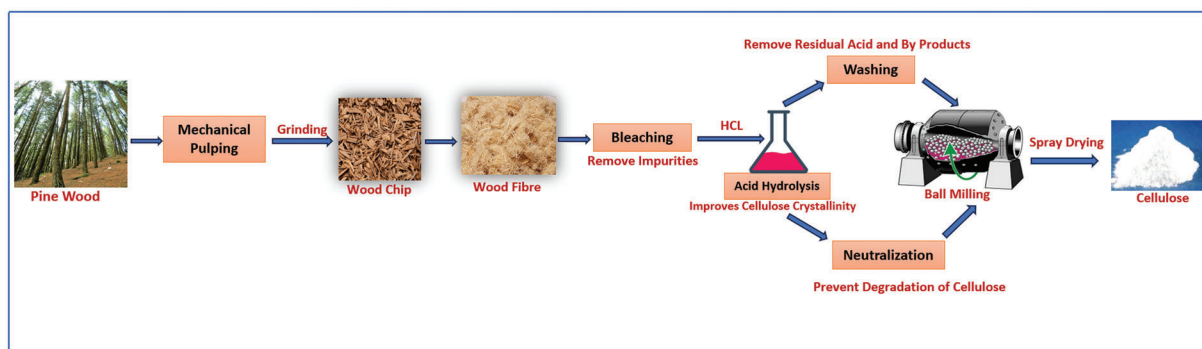 Pine Wood
Mechanical
Pulping
Grinding
Wood Chip
Wood Fibre
Bleaching
Remove Impurities
HCL
Acid Hydrolysis
Improves Cellulose Crystallinity
Remove Residual Acid and By Products
Washing
Neutralization
Prevent Degradation of Cellulose
Ball Milling
Spray Drying
Cellulose